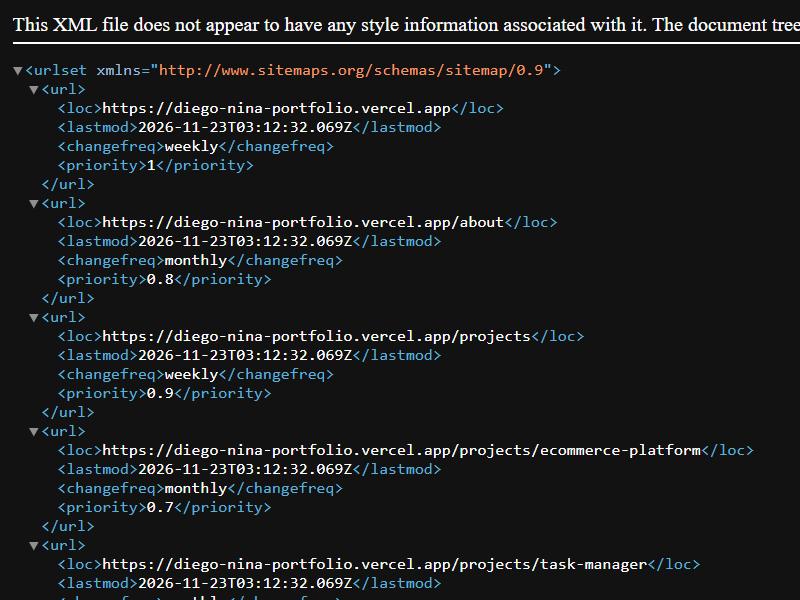 This XML file does not appear to have any style information associated with it. The document tree
▼<urlset xmlns="http://www.sitemaps.org/schemas/sitemap/0.9">
▼<url>
<loc>https://diego-nina-portfolio.vercel.app</loc>
<lastmod>2026-11-23T03:12:32.069Z</lastmod>
<changefreq>weekly</changefreq>
<priority>1</priority>
</url>
▼<url>
<loc>https://diego-nina-portfolio.vercel.app/about</loc>
<lastmod>2026-11-23T03:12:32.069Z</lastmod>
<changefreq>monthly</changefreq>
<priority>0.8</priority>
</url>
▼<url>
<loc>https://diego-nina-portfolio.vercel.app/projects</loc>
<lastmod>2026-11-23T03:12:32.069Z</lastmod>
<changefreq>weekly</changefreq>
<priority>0.9</priority>
</url>
▼<url>
<loc>https://diego-nina-portfolio.vercel.app/projects/ecommerce-platform</loc>
<lastmod>2026-11-23T03:12:32.069Z</lastmod>
<changefreq>monthly</changefreq>
<priority>0.7</priority>
</url>
▼<url>
<loc>https://diego-nina-portfolio.vercel.app/projects/task-manager</loc>
<lastmod>2026-11-23T03:12:32.069Z</lastmod>